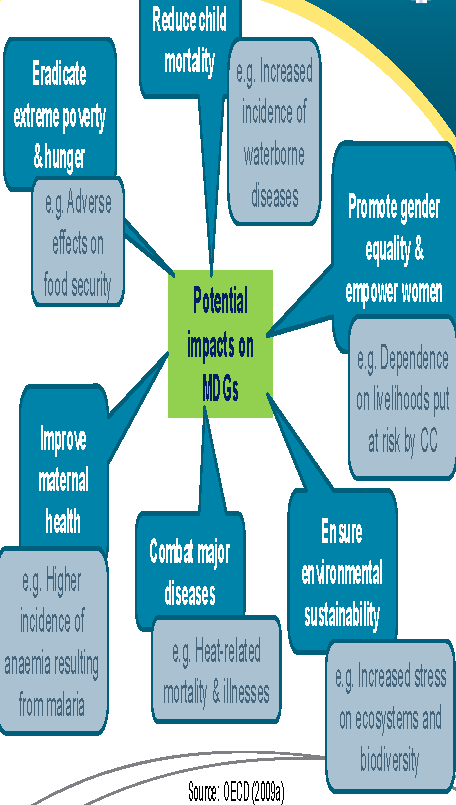 Reduce child
mortality
e.g. Increased
incidence of
waterborne
diseases
Eradicate
extreme poverty
& hunger
e.g. Adverse
effects on
food security
Promote gender
equality &
empower women
e.g. Dependence
on livelihoods put
at risk by CC
Potential
impacts on
MDGs
Improve
maternal
health
e.g. Higher
incidence of
anaemia resulting
from malaria
Combat major
diseases
e.g. Heat-related
mortality & illnesses
Ensure
environmental
sustainability
e.g. Increased stress
on ecosystems and
biodiversity
Source: OECD (2009a)